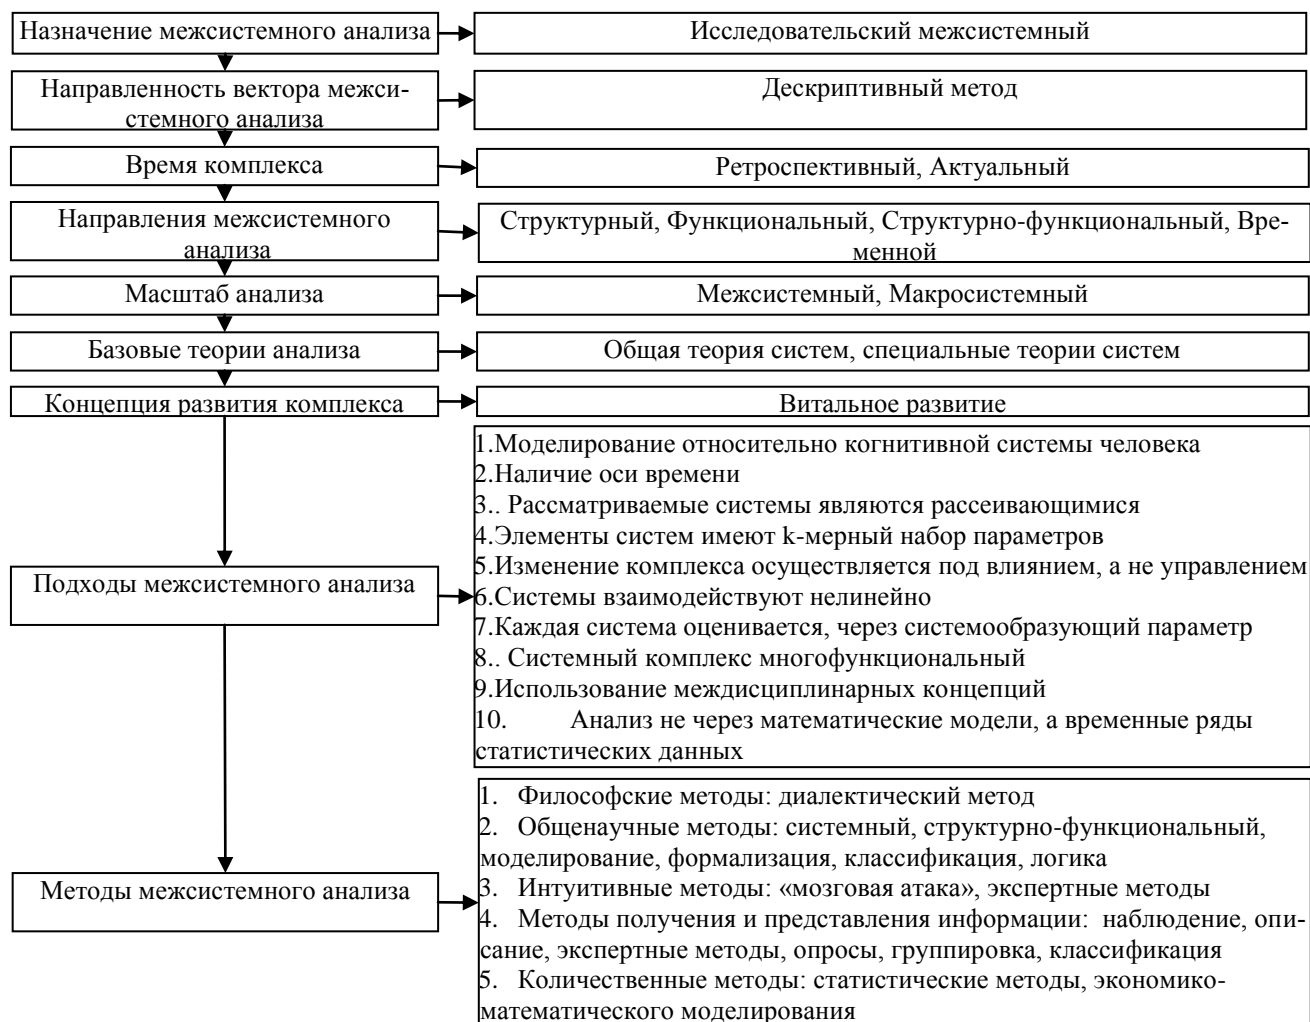 Назначение межсистемного анализа
Исследовательский межсистемный
Направленность вектора межси-
стемного анализа
Дескриптивный метод
Время комплекса
Ретроспективный, Актуальный
Направления межсистемного
анализа
Структурный, Функциональный, Структурно-функциональный, Вре-
менной
Масштаб анализа
Межсистемный, Макросистемный
Базовые теории анализа
Общая теория систем, специальные теории систем
Концепция развития комплекса
Витальное развитие
Подходы межсистемного анализа
1.Моделирование относительно когнитивной системы человека
2.Наличие оси времени
3.. Рассматриваемые системы являются рассеивающимися
4.Элементы систем имеют k-мерный набор параметров
5.Изменение комплекса осуществляется под влиянием, а не управлением
6.Системы взаимодействуют нелинейно
7.Каждая система оценивается, через системообразующий параметр
8.. Системный комплекс многофункциональный
9.Использование междисциплинарных концепций
10. Анализ не через математические модели, а временные ряды
статистических данных
Методы межсистемного анализа
1. Философские методы: диалектический метод
2. Общенаучные методы: системный, структурно-функциональный,
моделирование, формализация, классификация, логика
3. Интуитивные методы: «мозговая атака», экспертные методы
4. Методы получения и представления информации: наблюдение, опи-
сание, экспертные методы, опросы, группировка, классификация
5. Количественные методы: статистические методы, экономико-
математического моделирования